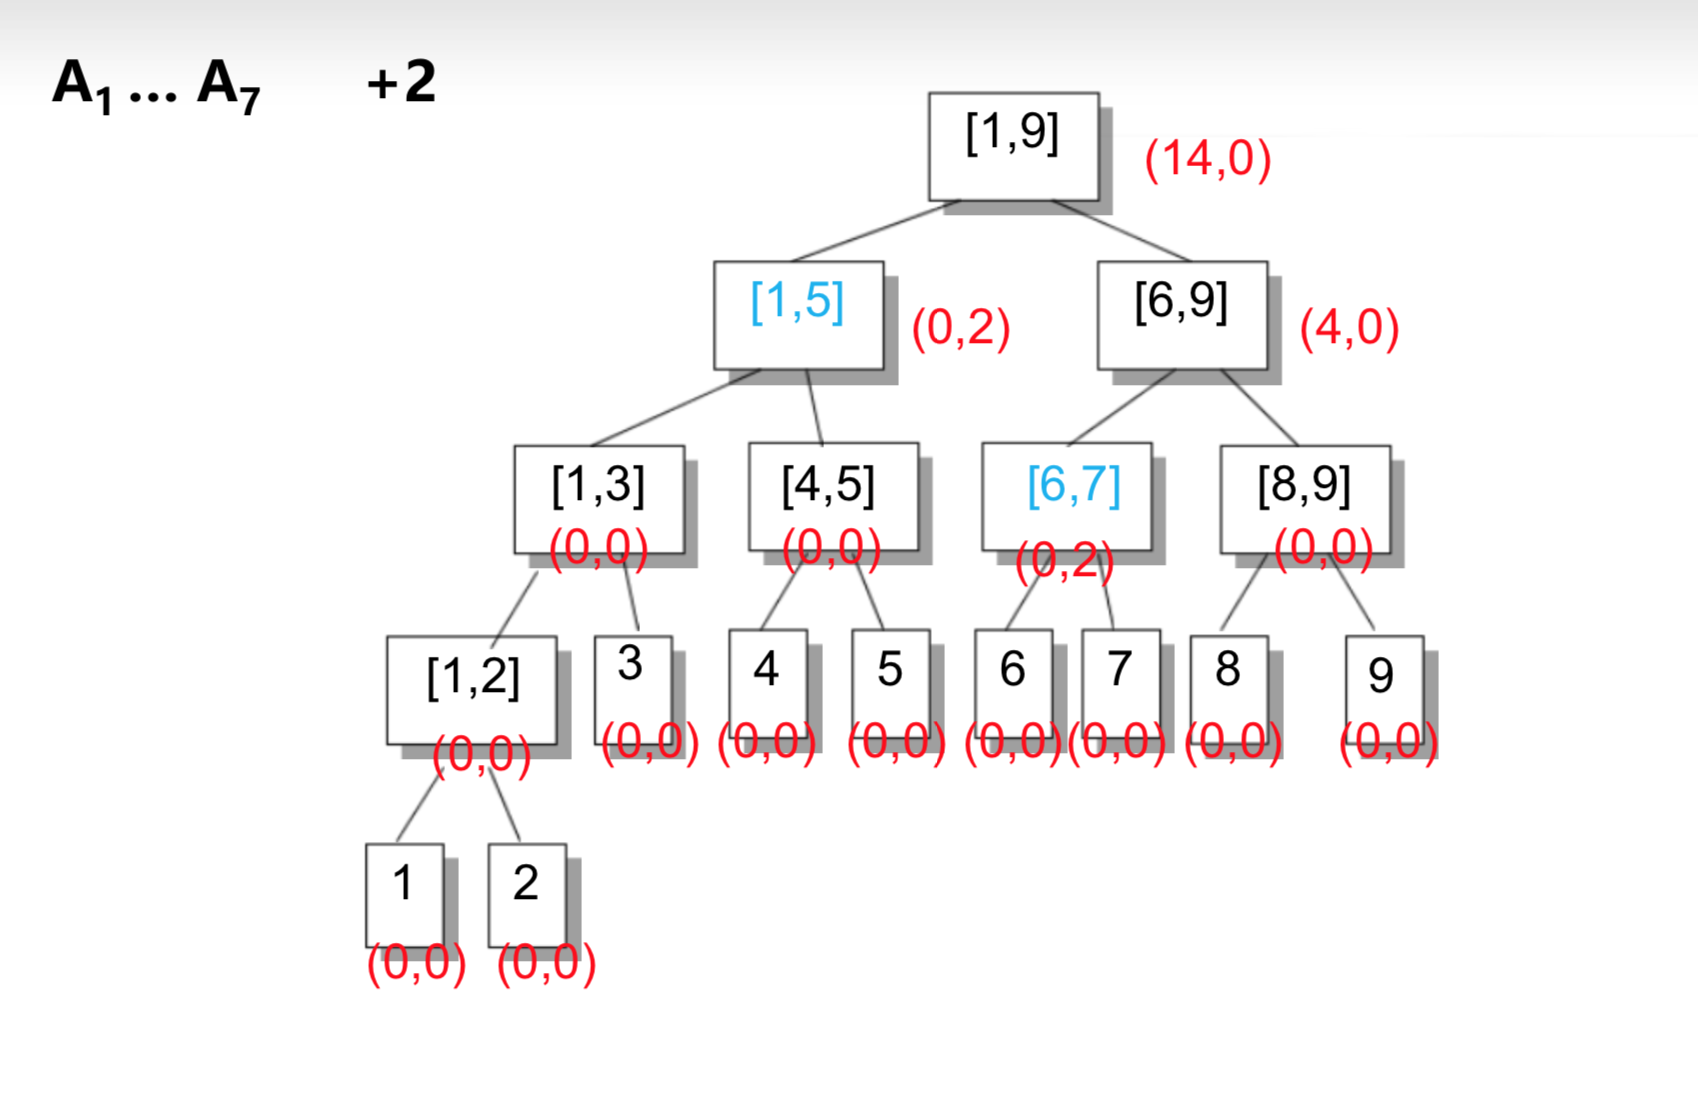 A₁ ... A₇ +2
[1,9]
(14,0)
[1,5] [6,9]
(0,2) (4,0)
[1,3] [4,5] [6,7] [8,9]
(0,0) (0,0) (0,2) (0,0)
[1,2] 3 4 5 6 7 8 9
(0,0) (0,0) (0,0) (0,0) (0,0) (0,0) (0,0) (0,0)
1 2
(0,0) (0,0)